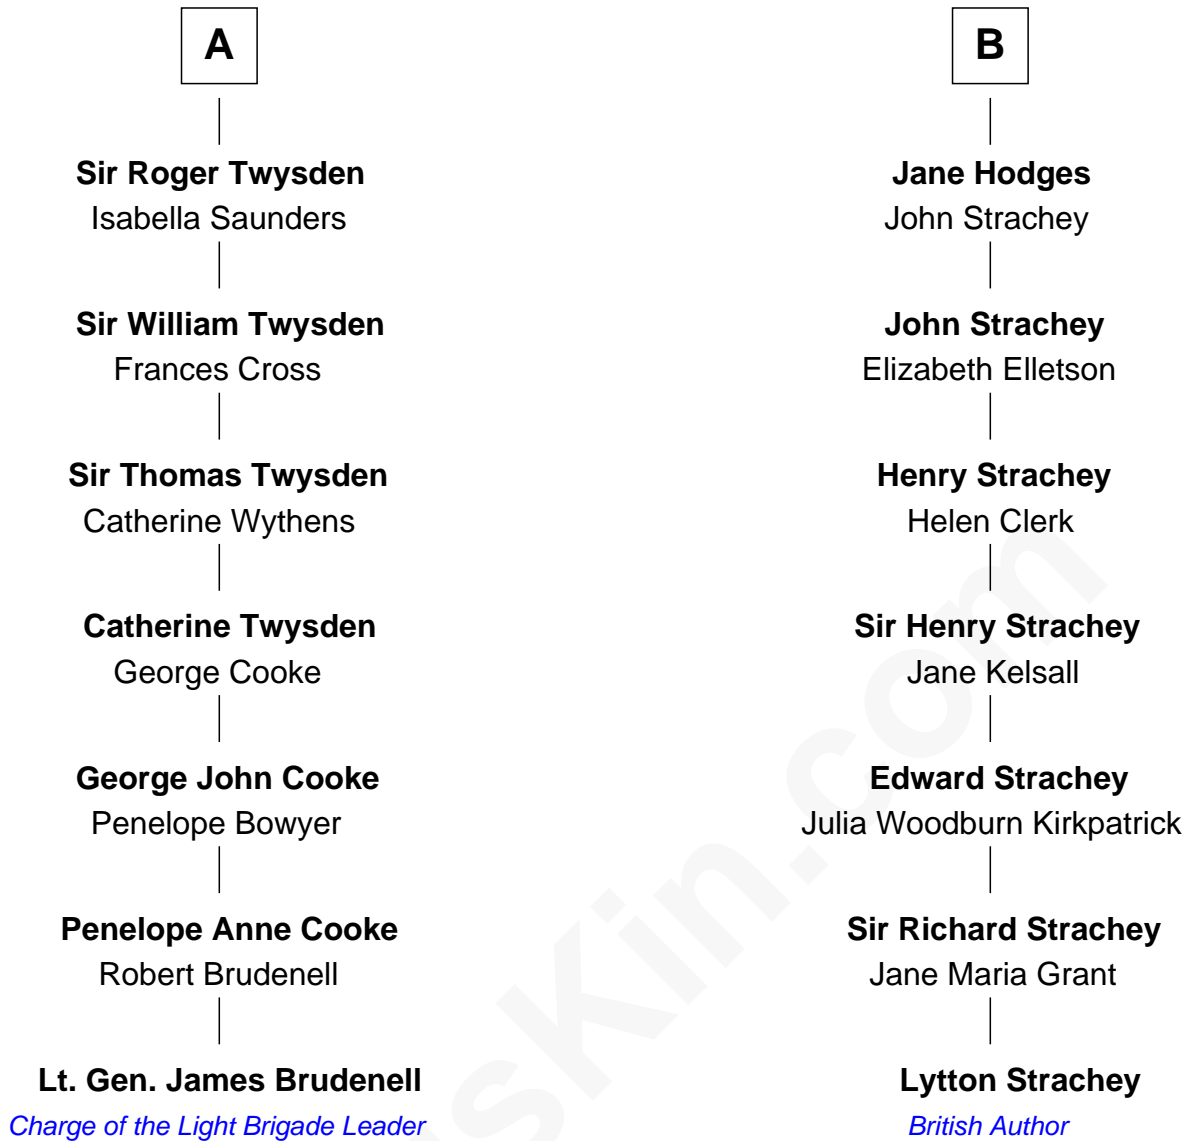 A
Sir Roger Twysden
Isabella Saunders
Sir William Twysden
Frances Cross
Sir Thomas Twysden
Catherine Wythens
Catherine Twysden
George Cooke
George John Cooke
Penelope Bowyer
Penelope Anne Cooke
Robert Brudenell
Lt. Gen. James Brudenell
Charge of the Light Brigade Leader
B
Jane Hodges
John Strachey
John Strachey
Elizabeth Elletson
Henry Strachey
Helen Clerk
Sir Henry Strachey
Jane Kelsall
Edward Strachey
Julia Woodburn Kirkpatrick
Sir Richard Strachey
Jane Maria Grant
Lytton Strachey
British Author
sKin.com